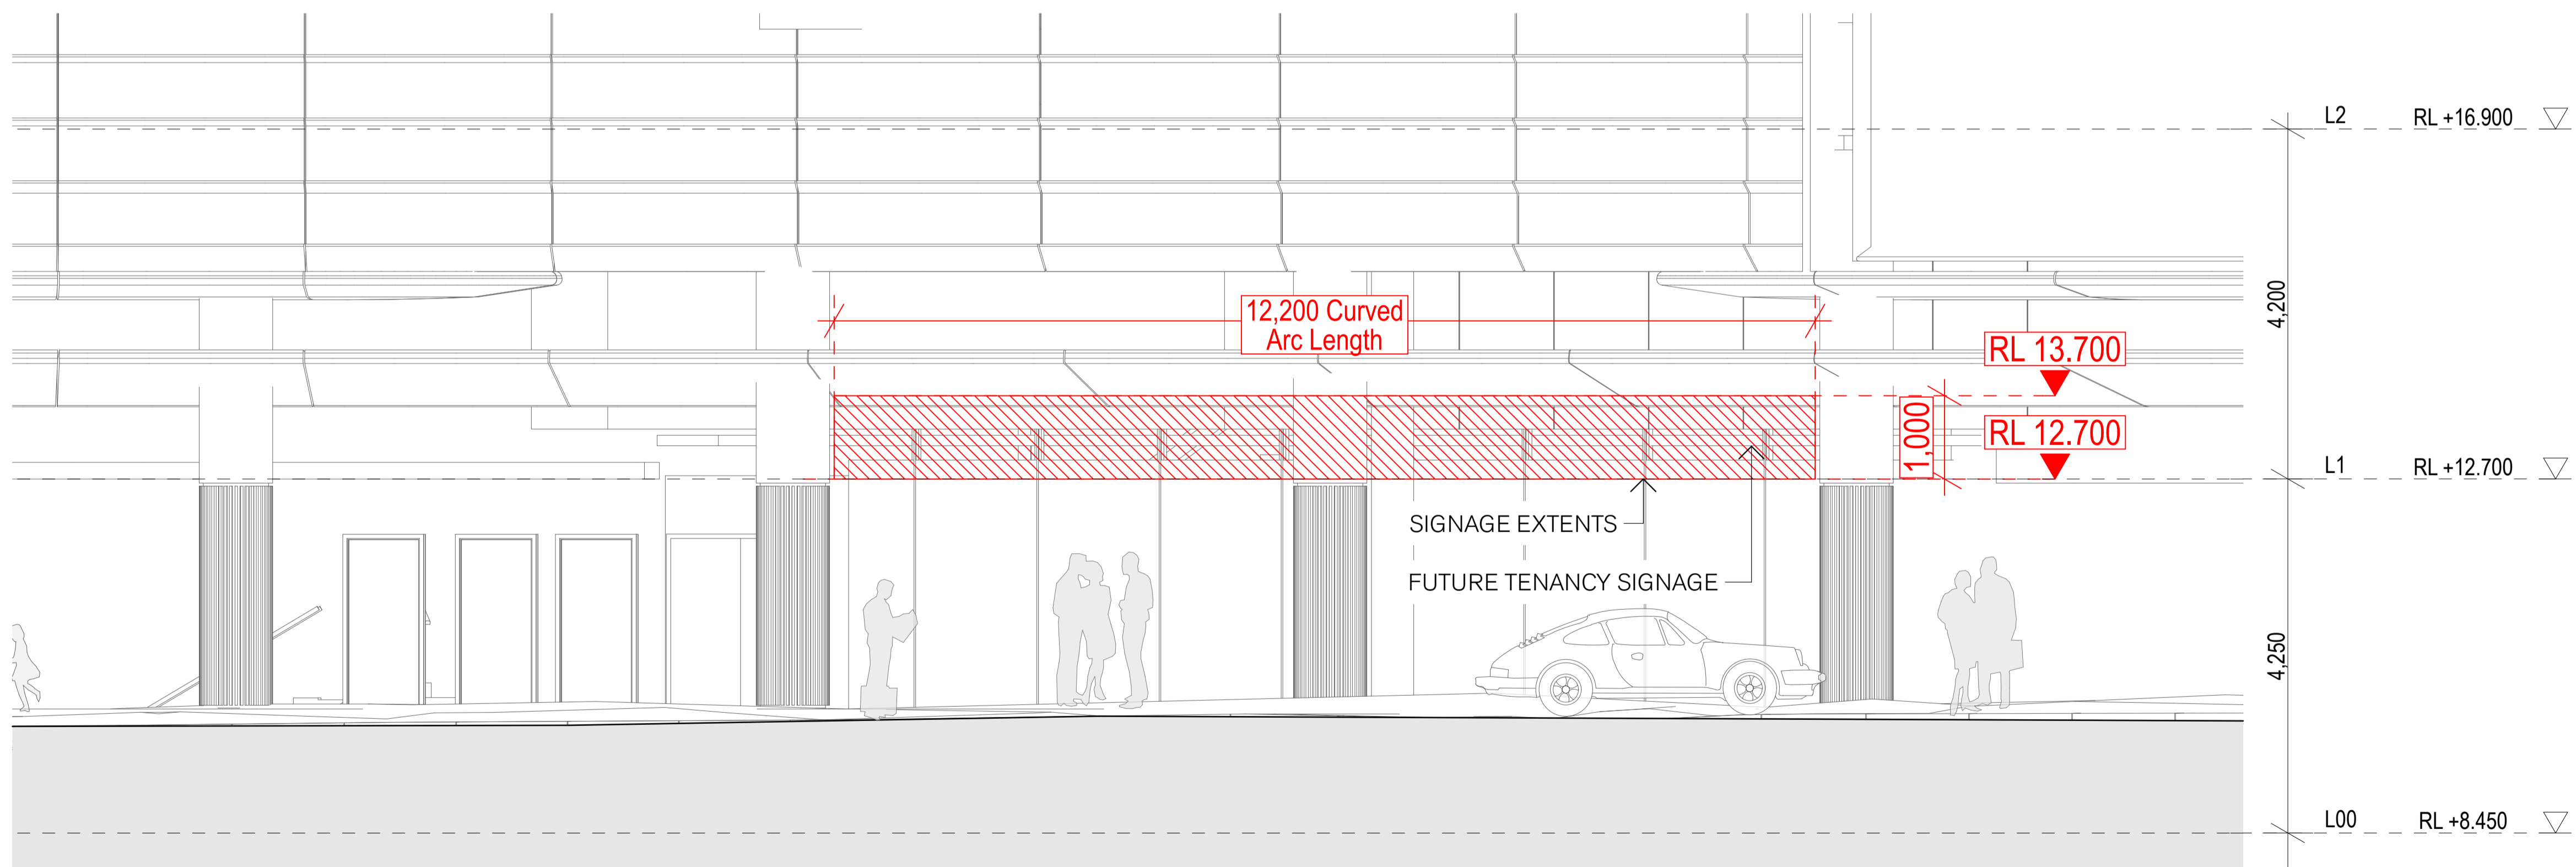 L2 RL +16.900
4,200
12,200 Curved
Arc Length
RL 13.700
1,000
RL 12.700
L1 RL +12.700
SIGNAGE EXTENTS
FUTURE TENANCY SIGNAGE
4,250
L00 RL +8.450